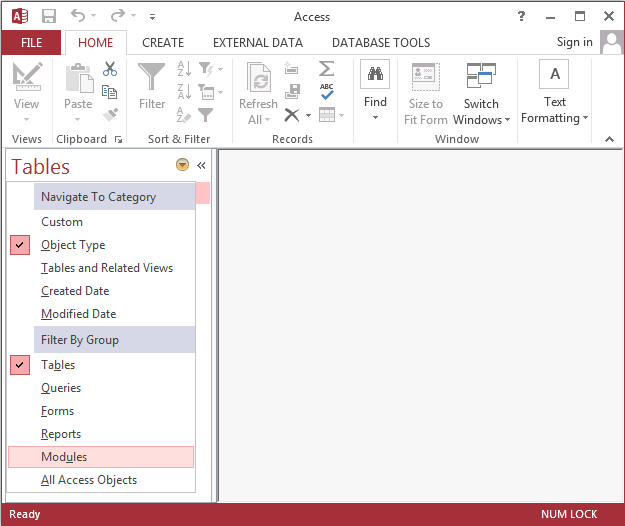 Access
FILE HOME CREATE EXTERNAL DATA DATABASE TOOLS Sign in
View
Paste
Filter
Refresh All
ABC
Find
Size to Fit Form
Switch Windows
A
Text Formatting
Views Clipboard Sort & Filter Records Window
Tables
Navigate To Category
Custom
Object Type
Tables and Related Views
Created Date
Modified Date
Filter By Group
Tables
Queries
Forms
Reports
Modules
All Access Objects
Ready NUM LOCK